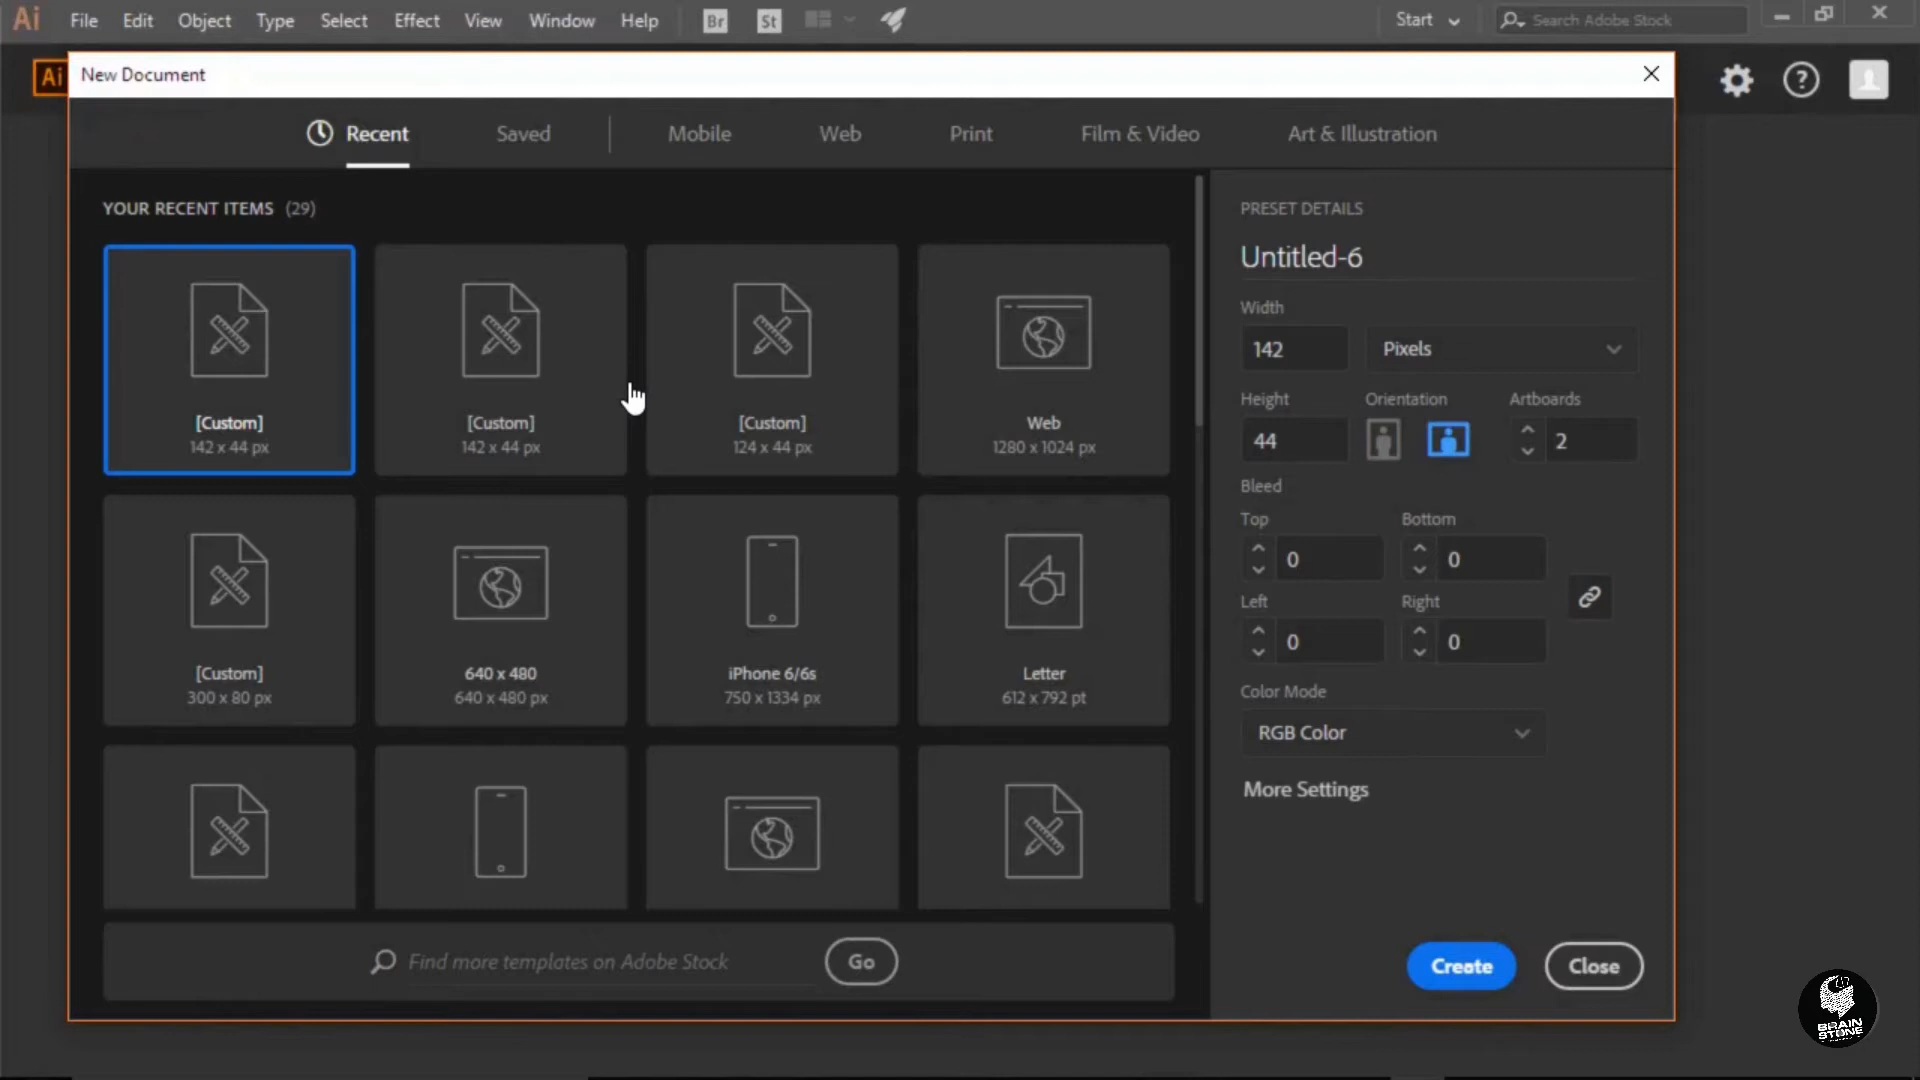 Ai File Edit Object Type Select Effect View Window Help Br St Start Search Adobe Stock
Ai New Document
Recent Saved Mobile Web Print Film & Video Art & Illustration
YOUR RECENT ITEMS (29)
[Custom]
142 x 44 px
[Custom]
142 x 44 px
[Custom]
124 x 44 px
Web
1280 x 1024 px
[Custom]
300 x 80 px
640 x 480
640 x 480 px
iPhone 6/6s
750 x 1334 px
Letter
612 x 792 pt
Find more templates on Adobe Stock Go
PRESET DETAILS
Untitled-6
Width
142 Pixels
Height Orientation Artboards
44 2
Bleed
Top Bottom
0 0
Left Right
0 0
Color Mode
RGB Color
More Settings
Create Close
BRAIN
STONE